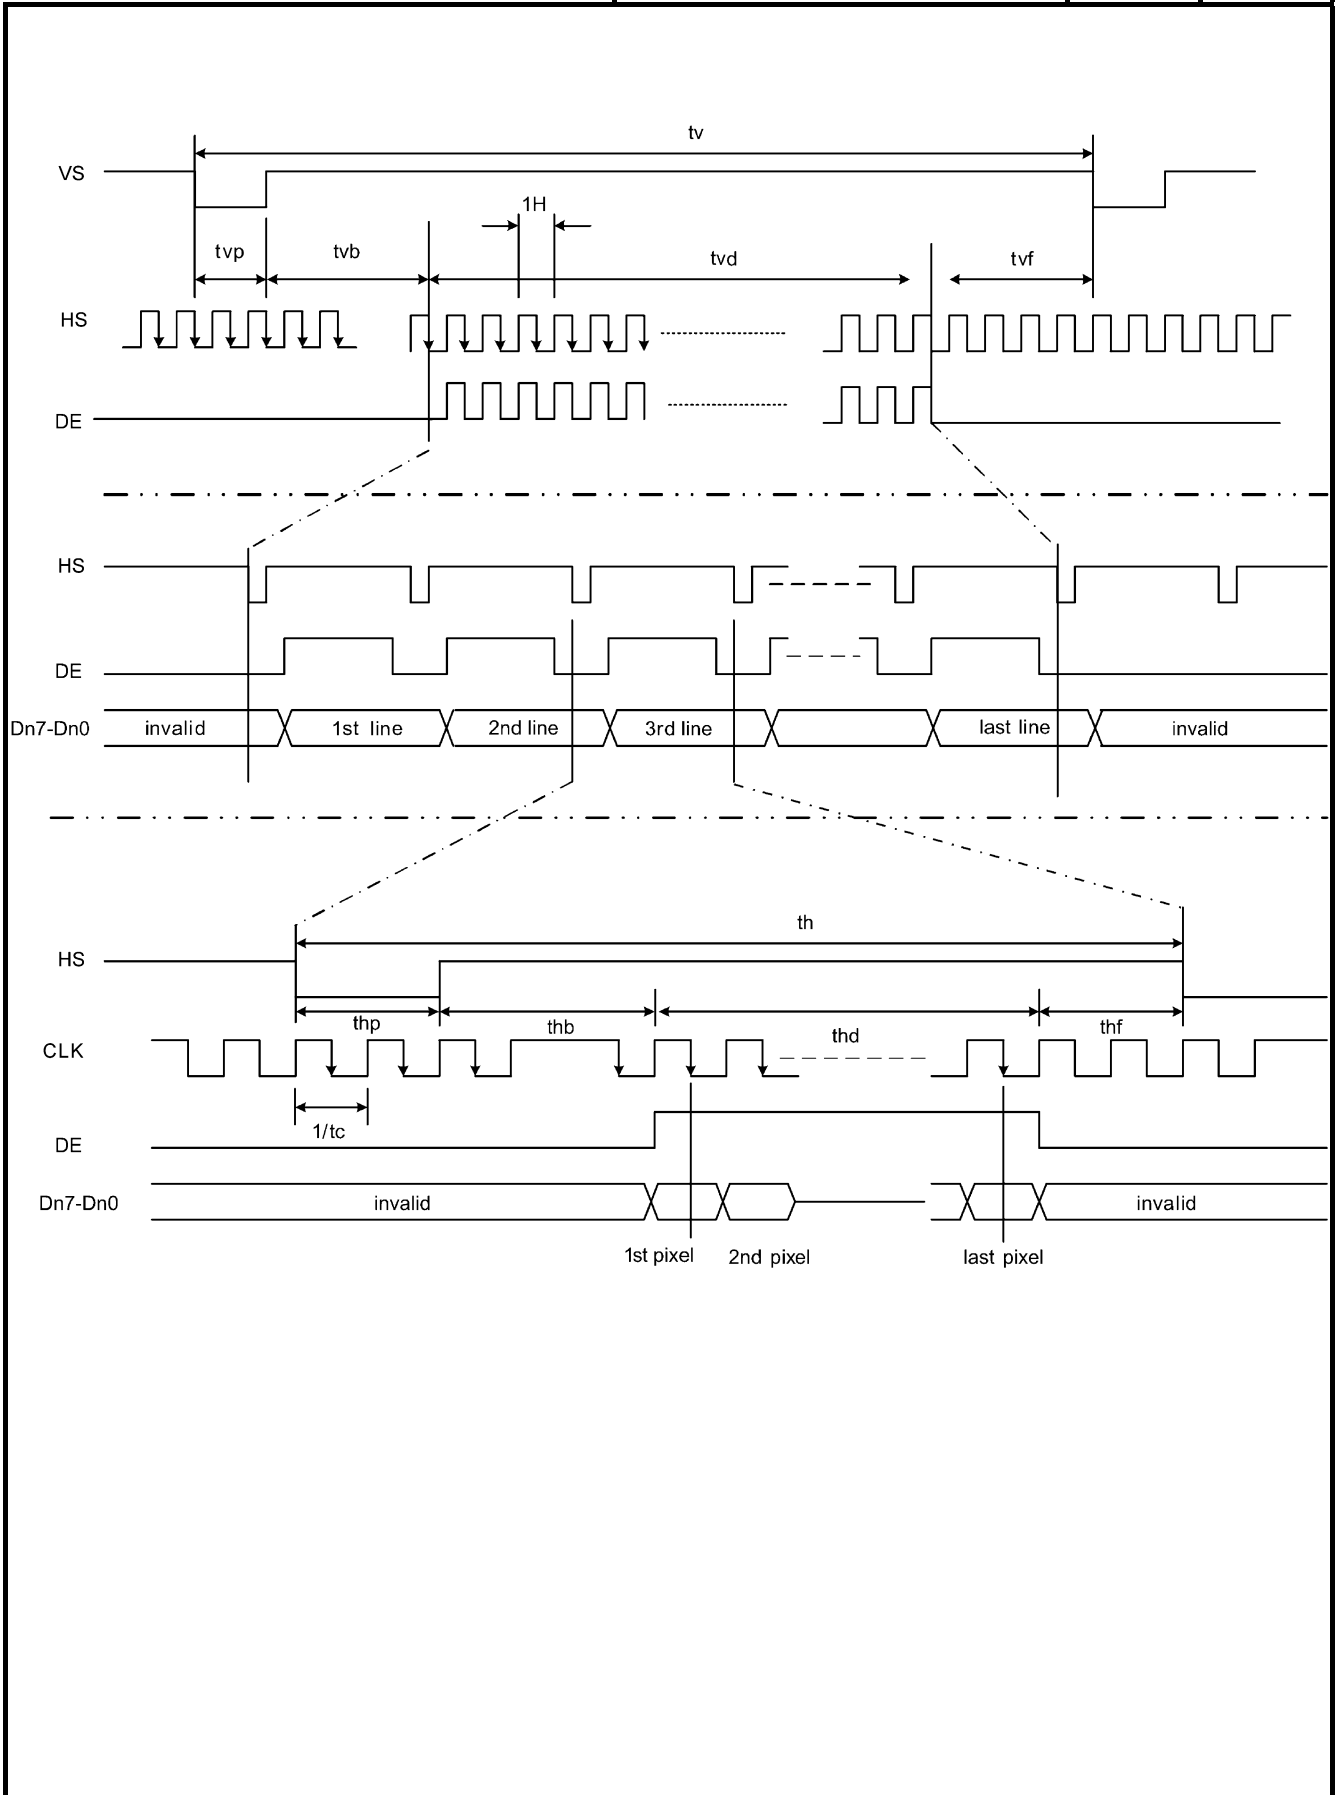 tv
VS
1H
tvp
tvb
tvd
tvf
HS
DE
HS
DE
Dn7-Dn0
invalid
1st line
2nd line
3rd line
last line
invalid
th
HS
thp
thb
thd
thf
CLK
1/tc
DE
Dn7-Dn0
invalid
invalid
1st pixel
2nd pixel
last pixel